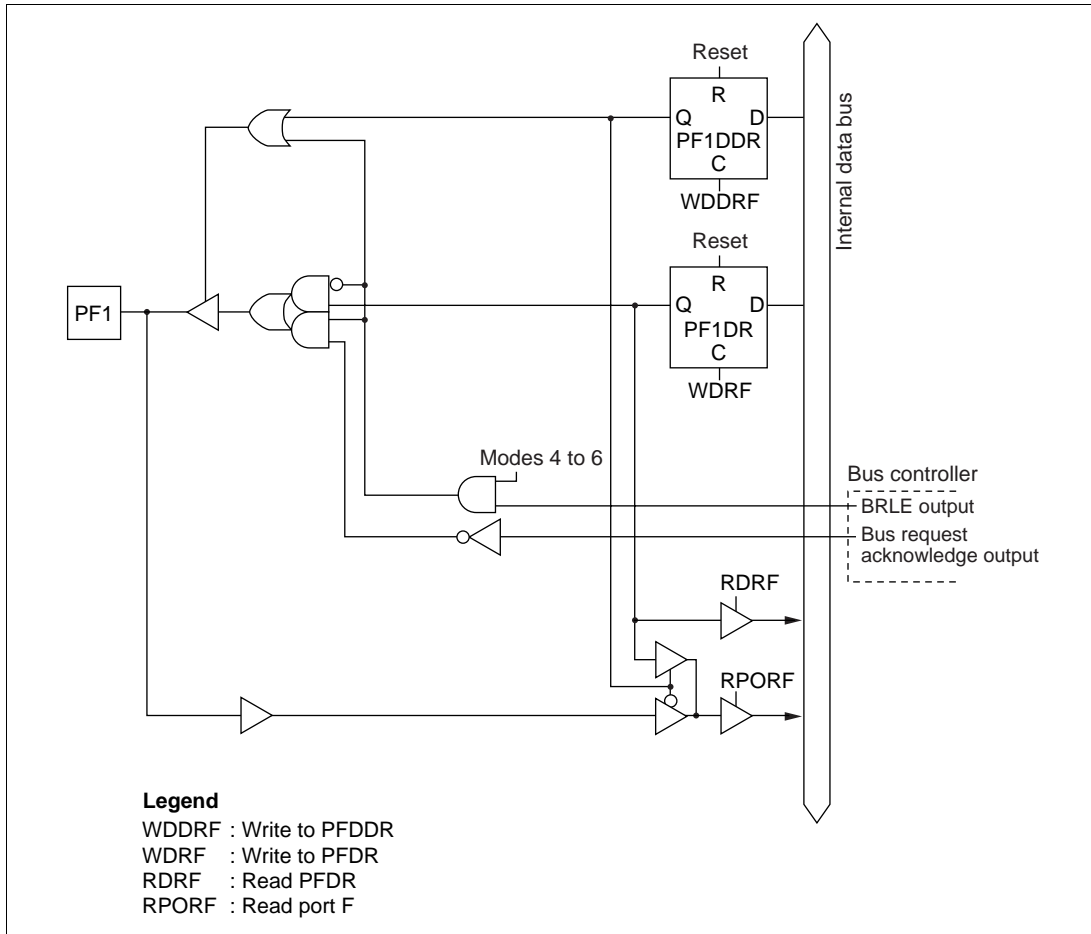 Reset
R
Q D
PF1DDR
C
WDDRF
Internal data bus
Reset
R
Q D
PF1DR
C
WDRF
PF1
Modes 4 to 6
Bus controller
BRLE output
Bus request
acknowledge output
RDRF
RPORF
Legend
WDDRF : Write to PFDDR
WDRF : Write to PFDR
RDRF : Read PFDR
RPORF : Read port F